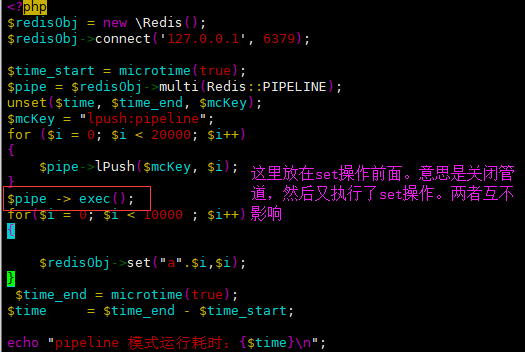 <?php
$redisObj = new \Redis();
$redisObj->connect('127.0.0.1', 6379);
$time_start = microtime(true);
$pipe = $redisObj->multi(Redis::PIPELINE);
unset($time, $time_end, $mcKey);
$mcKey = "lpush:pipeline";
for ($i = 0; $i < 20000; $i++)
{
$pipe->lPush($mcKey, $i);
}
$pipe -> exec();
for($i = 0; $i < 10000 ; $i++)
{
$redisObj->set("a".$i,$i);
}
$time_end = microtime(true);
$time = $time_end - $time_start;
echo "pipeline 模式运行耗时：{$time}\n";
这里放在set操作前面。意思是关闭管
道，然后又执行了set操作。两者互不
影响